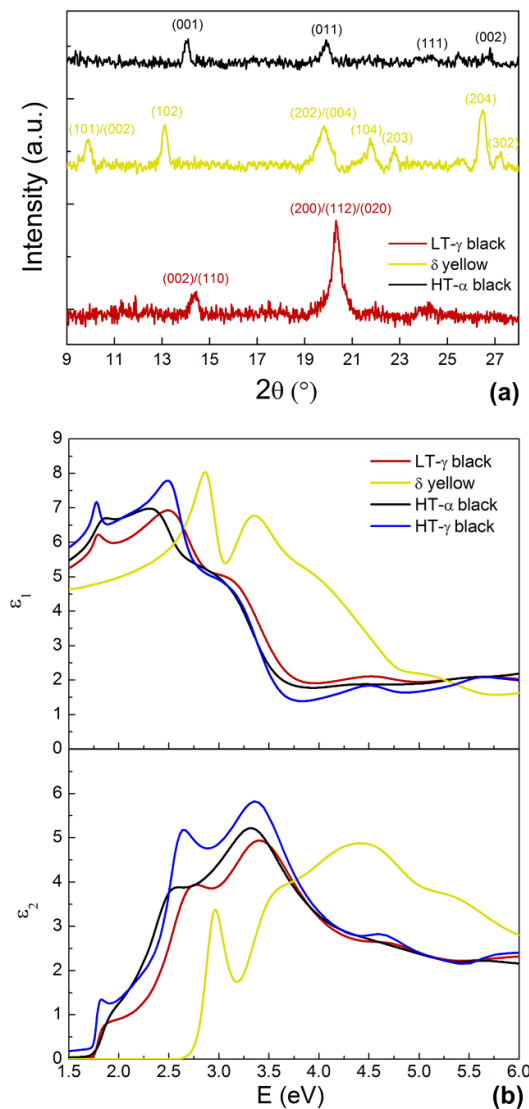 (001)
(011)
(111)
(002)
(101)/(002)
(102)
(202)/(004)
(104)
(203)
(204)
(302)
(200)/(112)/(020)
(002)/(110)
LT-γ black
δ yellow
HT-α black
Intensity (a.u.)
9 11 13 15 17 19 21 23 25 27
2θ (°)
(a)
9
8
7
6
5
4
3
2
1
0
ε1
LT-γ black
δ yellow
HT-α black
HT-γ black
6
5
4
3
2
1
0
ε2
1.5 2.0 2.5 3.0 3.5 4.0 4.5 5.0 5.5 6.0
E (eV)
(b)